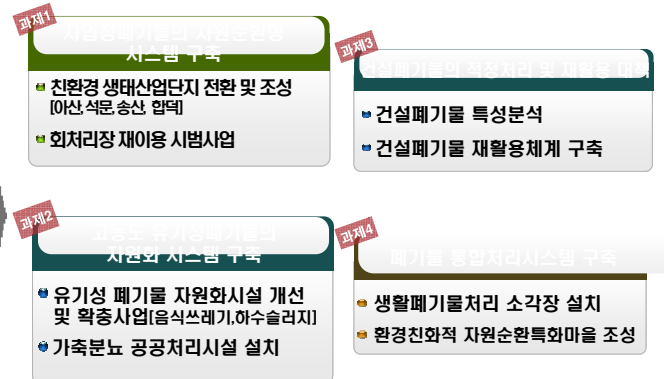 과제1
사업장폐기물의 자원순환형
시스템 구축
친환경 생태산업단지 전환 및 조성
[아산,석문,송산, 합덕]
회처리장 재이용 시범사업
과제2
고농도 유기성폐기물의
자원화 시스템 구축
유기성 폐기물 자원화시설 개선
및 확충사업[음식쓰레기,하수슬러지]
가축분뇨 공공처리시설 설치
과제3
건설폐기물의 적정처리 및 재활용 대책
건설폐기물 특성분석
건설폐기물 재활용체계 구축
과제4
폐기물 통합처리시스템 구축
생활폐기물처리 소각장 설치
환경친화적 자원순환특화마을 조성